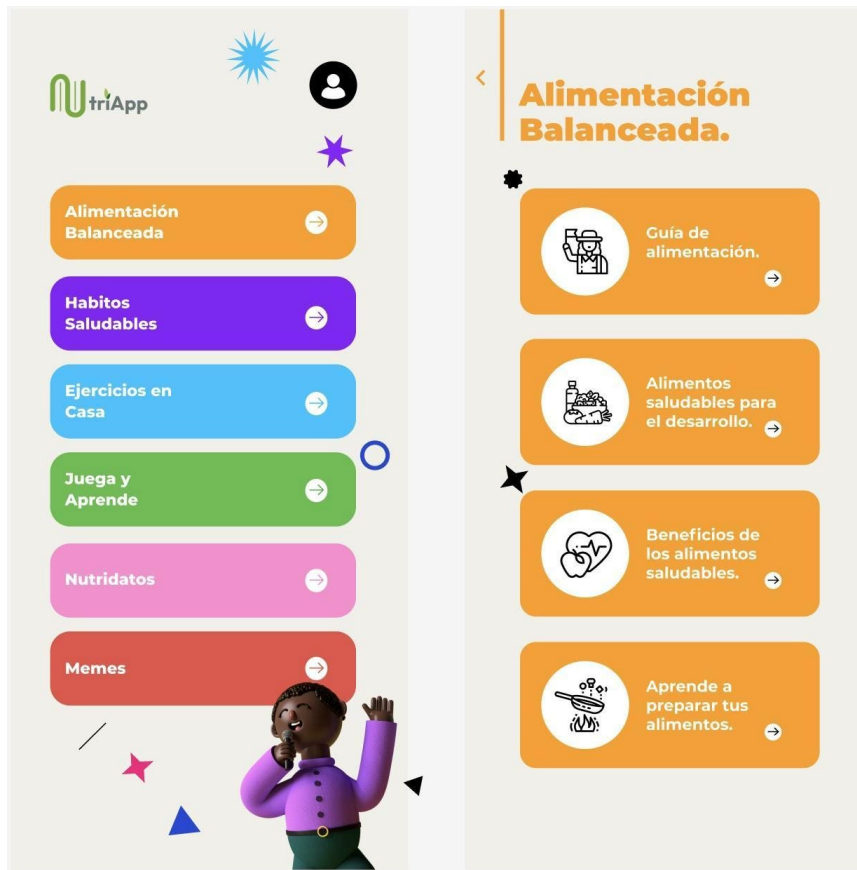 NutriApp
Alimentación
Balanceada
Habitos
Saludables
Ejercicios en
Casa
Juega y
Aprende
Nutridatos
Memes
Alimentación
Balanceada.
Guía de
alimentación.
Alimentos
saludables para
el desarrollo.
Beneficios de
los alimentos
saludables.
Aprende a
preparar tus
alimentos.